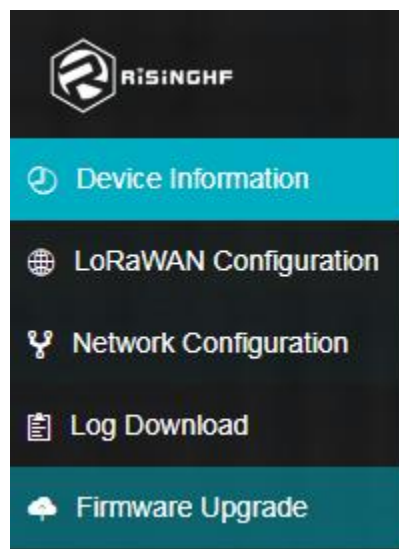 RiSiNGHF
Device Information
LoRaWAN Configuration
Network Configuration
Log Download
Firmware Upgrade